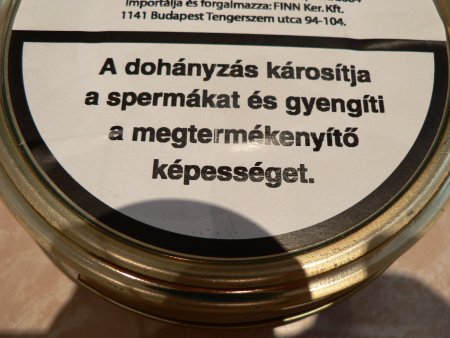 Importálja és forgalmazza: FINN Ker. Kft.
1141 Budapest Tengerszem utca 94-104.
A dohányzás károsítja
a spermákat és gyengíti
a megtermékenyítő
képességet.